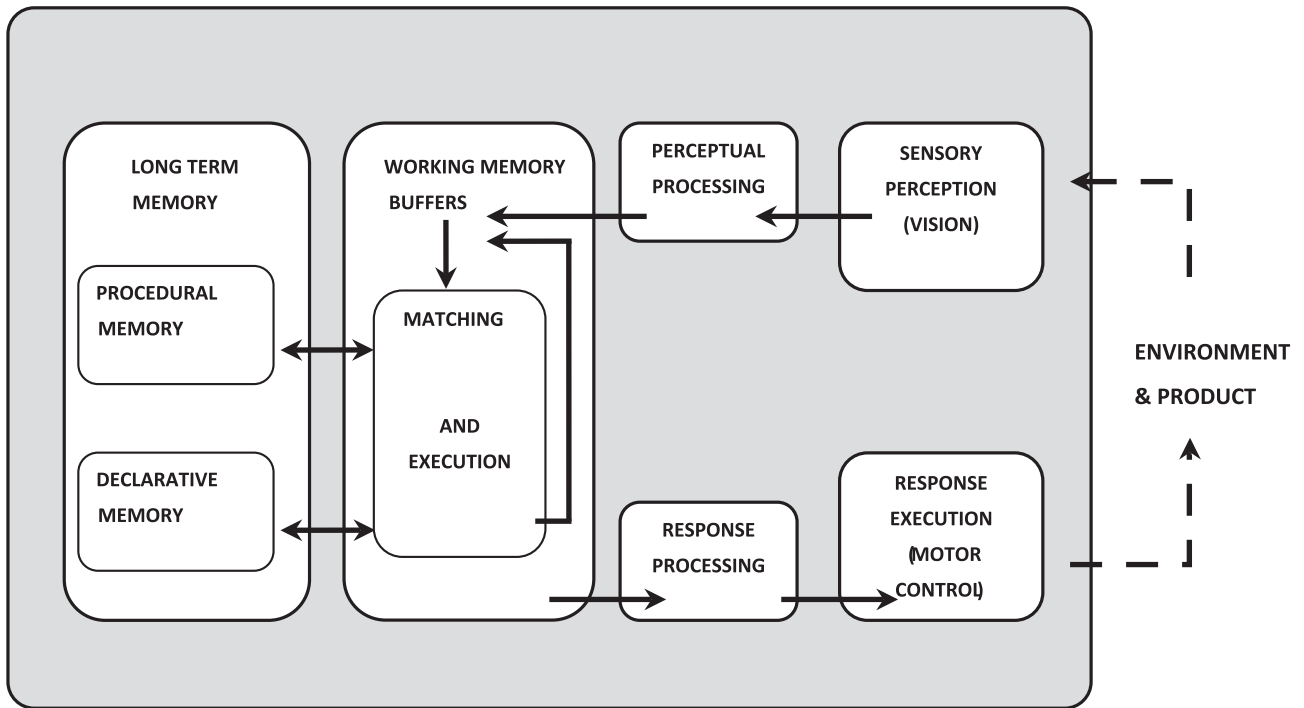 LONG TERM
MEMORY
PROCEDURAL
MEMORY
DECLARATIVE
MEMORY
WORKING MEMORY
BUFFERS
MATCHING
AND
EXECUTION
PERCEPTUAL
PROCESSING
SENSORY
PERCEPTION
(VISION)
RESPONSE
PROCESSING
RESPONSE
EXECUTION
(MOTOR
CONTROL)
ENVIRONMENT
& PRODUCT